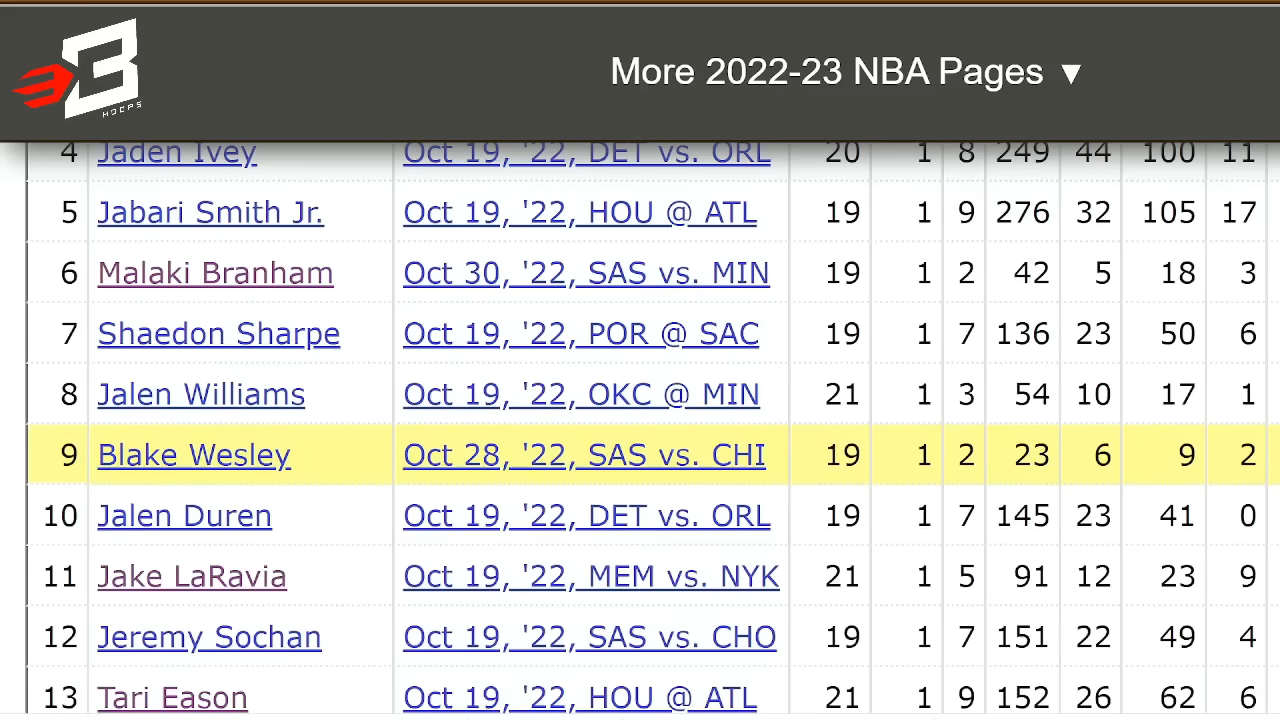 HOOPS
More 2022-23 NBA Pages ▼
4 Jaden Ivey Oct 19, '22, DET vs. ORL 20 1 8 249 44 100 11
5 Jabari Smith Jr. Oct 19, '22, HOU @ ATL 19 1 9 276 32 105 17
6 Malaki Branham Oct 30, '22, SAS vs. MIN 19 1 2 42 5 18 3
7 Shaedon Sharpe Oct 19, '22, POR @ SAC 19 1 7 136 23 50 6
8 Jalen Williams Oct 19, '22, OKC @ MIN 21 1 3 54 10 17 1
9 Blake Wesley Oct 28, '22, SAS vs. CHI 19 1 2 23 6 9 2
10 Jalen Duren Oct 19, '22, DET vs. ORL 19 1 7 145 23 41 0
11 Jake LaRavia Oct 19, '22, MEM vs. NYK 21 1 5 91 12 23 9
12 Jeremy Sochan Oct 19, '22, SAS vs. CHO 19 1 7 151 22 49 4
13 Tari Eason Oct 19, '22, HOU @ ATL 21 1 9 152 26 62 6